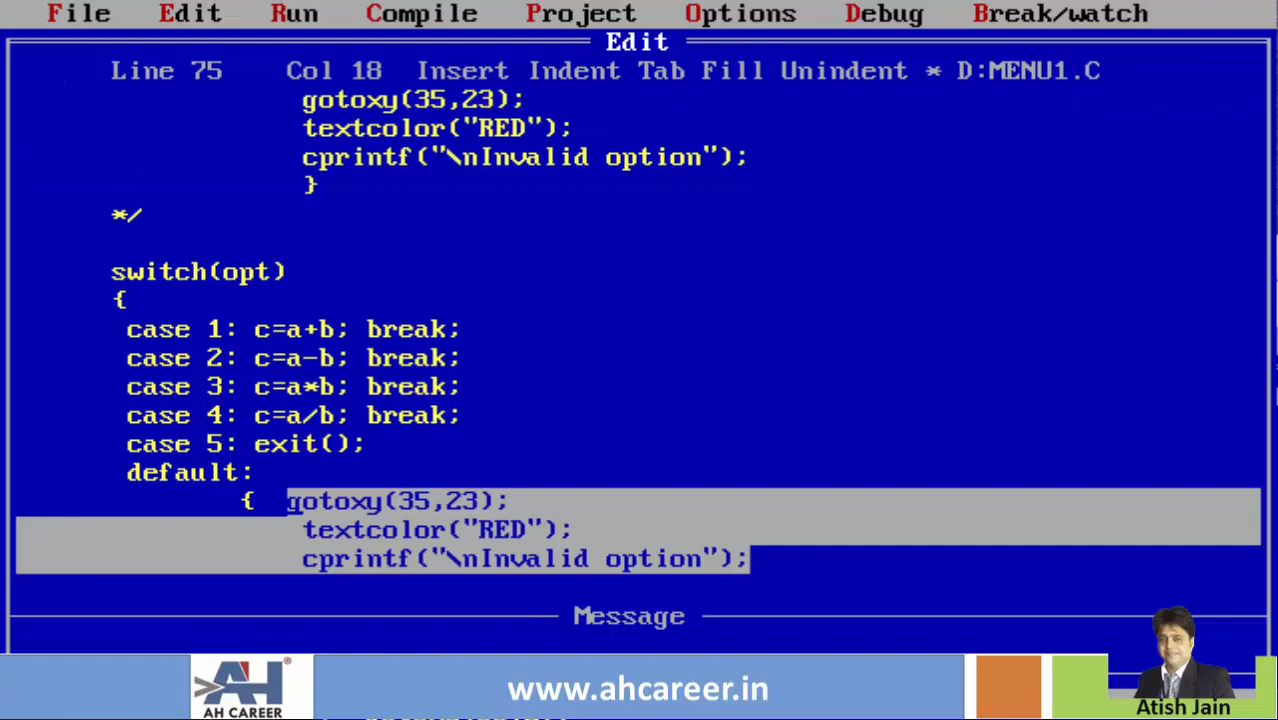 File Edit Run Compile Project Options Debug Break/watch
Edit
Line 75 Col 18 Insert Indent Tab Fill Unindent * D:MENU1.C
gotoxy(35,23);
textcolor("RED");
cprintf("\nInvalid option");
}
*/
switch(opt)
{
case 1: c=a+b; break;
case 2: c=a-b; break;
case 3: c=a*b; break;
case 4: c=a/b; break;
case 5: exit();
default:
{ gotoxy(35,23);
textcolor("RED");
cprintf("\nInvalid option");
Message
AH
AH CAREER
www.ahcareer.in
Atish Jain